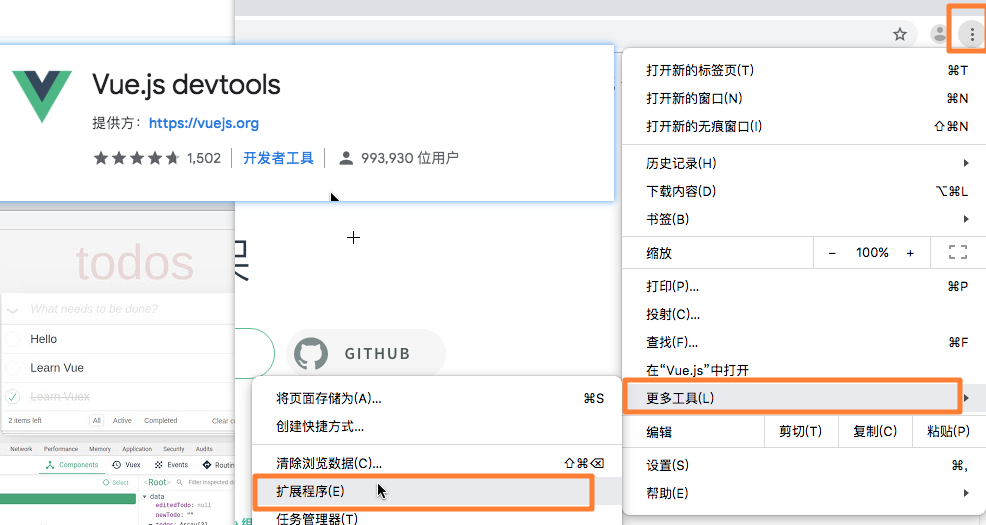 Vue.js devtools
提供方: https://vuejs.org
1,502
开发者工具
993,930 位用户
打开新的标签页(T) ⌘T
打开新的窗口(N) ⌘N
打开新的无痕窗口(I) ⇧⌘N
历史记录(H)
下载内容(D) ⌥⌘L
书签(B)
缩放 − 100% +
打印(P)... ⌘P
投射(C)...
查找(F)... ⌘F
在“Vue.js”中打开
更多工具(L)
编辑 剪切(T) 复制(C) 粘贴(P)
设置(S) ⌘,
帮助(E)
GITHUB
将页面存储为(A)... ⌘S
创建快捷方式...
清除浏览数据(C)... ⇧⌘⌫
扩展程序(E)
任务管理器(T)
todos
What needs to be done?
Hello
Learn Vue
Learn Vuex
2 items left All Active Completed Clear c
Network Performance Memory Application Security Audits
Components Vuex Events Routin
Select <Root> Filter inspected d
data
editedTodo: null
newTodo: ""
todos: Array[3]